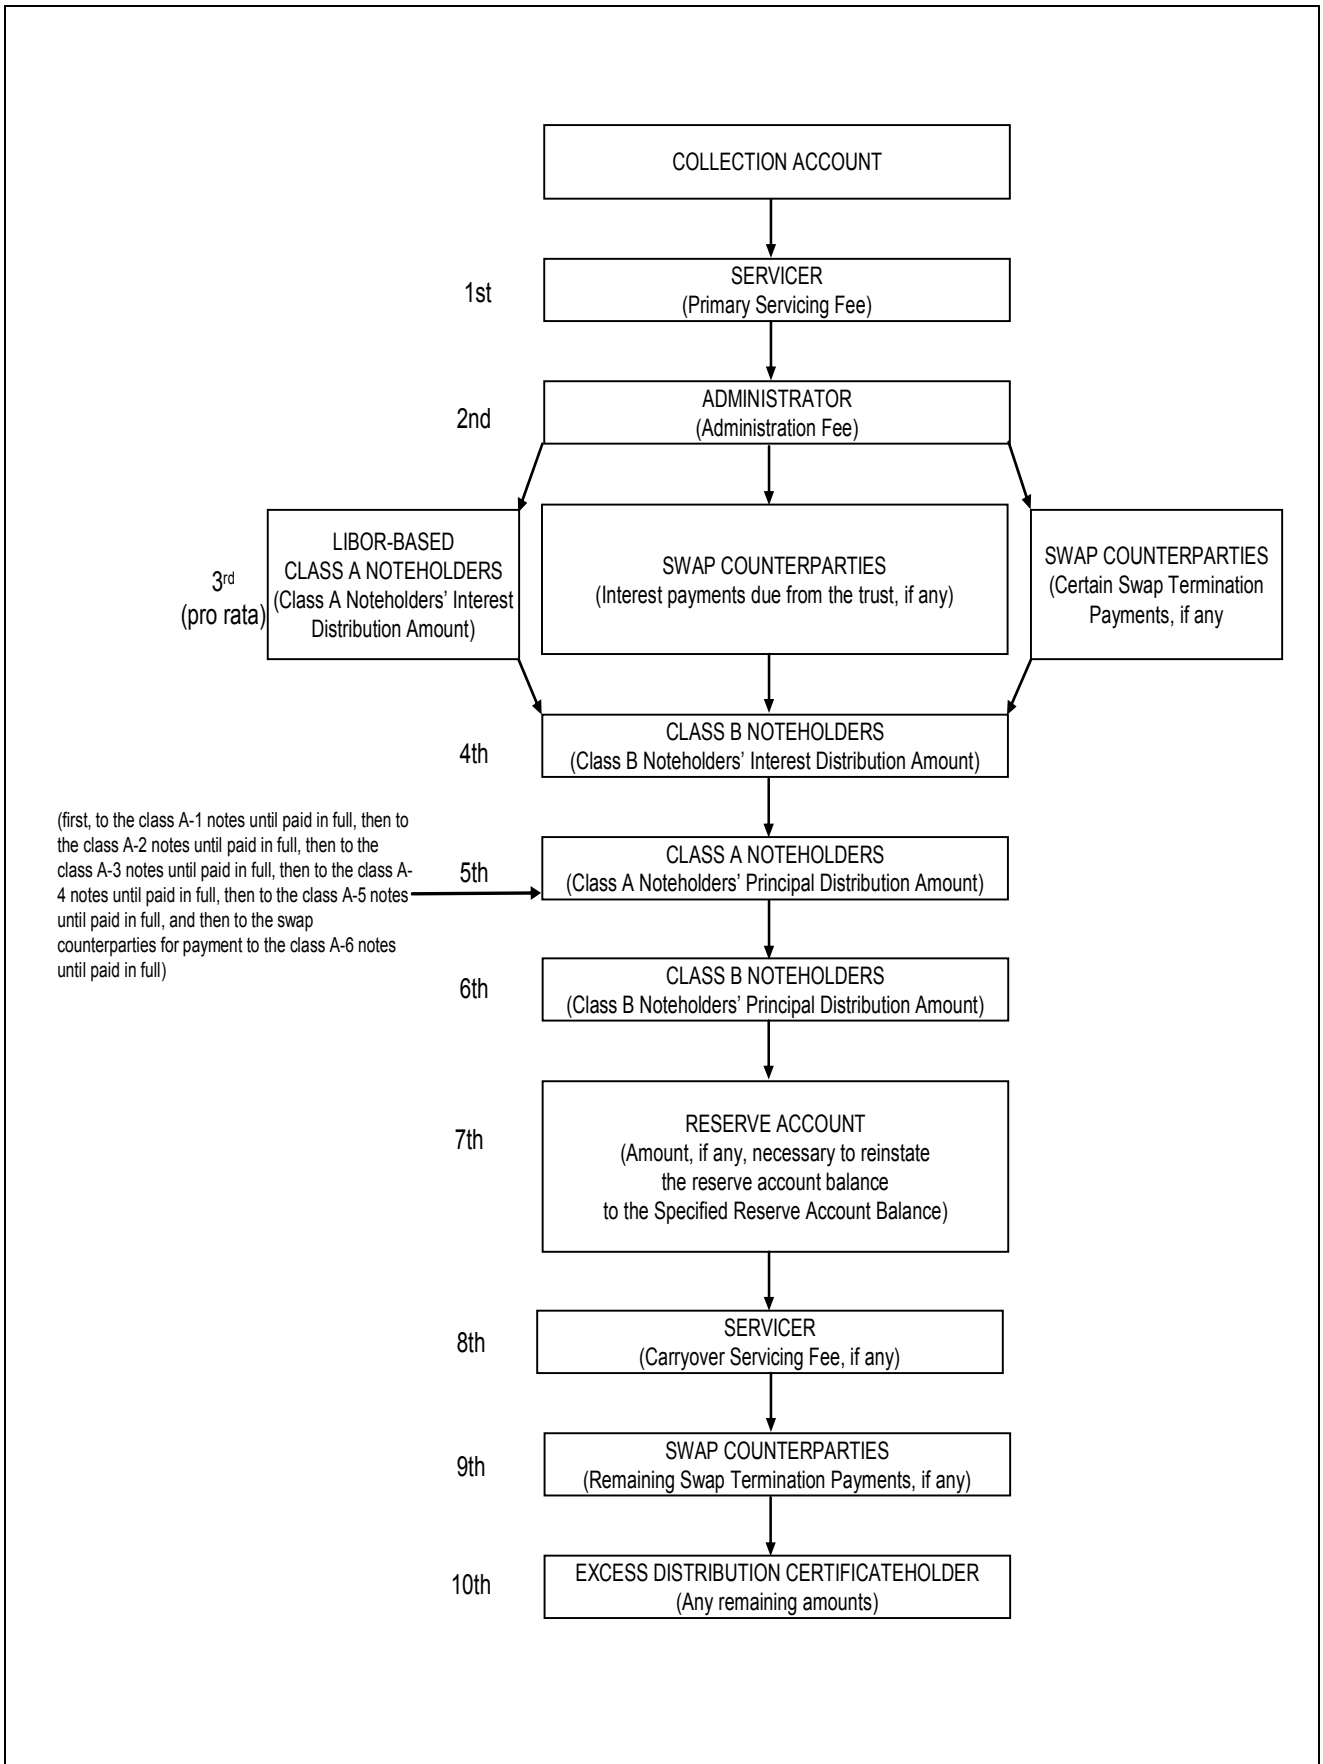 COLLECTION ACCOUNT
1st
SERVICER
(Primary Servicing Fee)
2nd
ADMINISTRATOR
(Administration Fee)
3rd
(pro rata)
LIBOR-BASED
CLASS A NOTEHOLDERS
(Class A Noteholders’ Interest
Distribution Amount)
SWAP COUNTERPARTIES
(Interest payments due from the trust, if any)
SWAP COUNTERPARTIES
(Certain Swap Termination
Payments, if any
4th
CLASS B NOTEHOLDERS
(Class B Noteholders’ Interest Distribution Amount)
(first, to the class A-1 notes until paid in full, then to
the class A-2 notes until paid in full, then to the
class A-3 notes until paid in full, then to the class A-
4 notes until paid in full, then to the class A-5 notes
until paid in full, and then to the swap
counterparties for payment to the class A-6 notes
until paid in full)
5th
CLASS A NOTEHOLDERS
(Class A Noteholders’ Principal Distribution Amount)
6th
CLASS B NOTEHOLDERS
(Class B Noteholders’ Principal Distribution Amount)
7th
RESERVE ACCOUNT
(Amount, if any, necessary to reinstate
the reserve account balance
to the Specified Reserve Account Balance)
8th
SERVICER
(Carryover Servicing Fee, if any)
9th
SWAP COUNTERPARTIES
(Remaining Swap Termination Payments, if any)
10th
EXCESS DISTRIBUTION CERTIFICATEHOLDER
(Any remaining amounts)